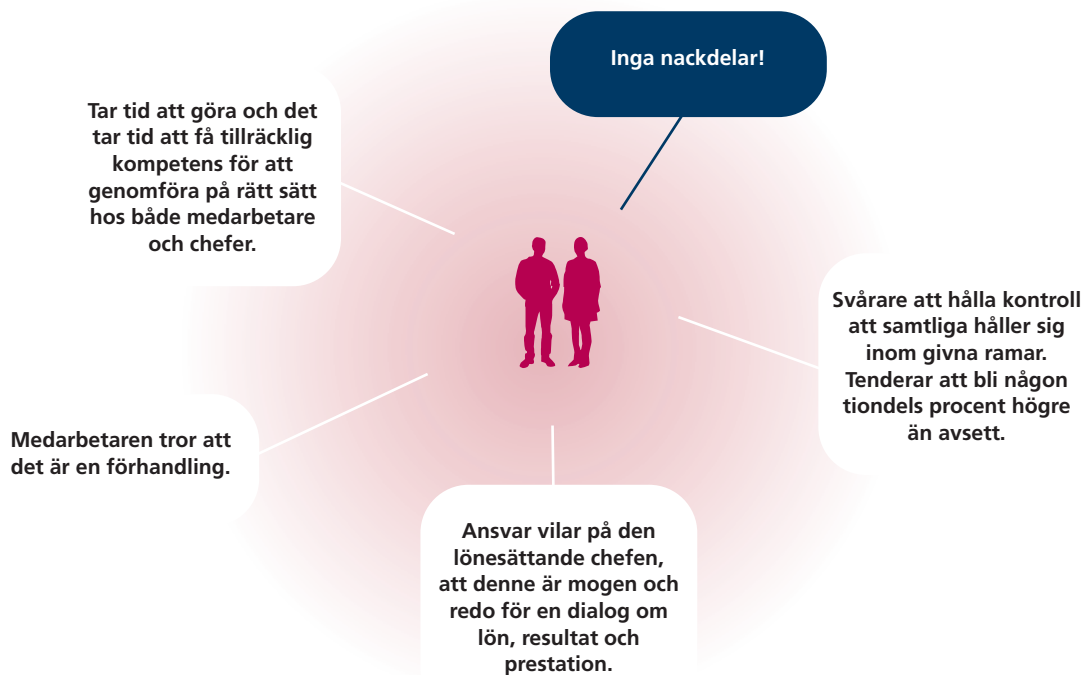 Inga nackdelar!
Tar tid att göra och det
tar tid att få tillräcklig
kompetens för att
genomföra på rätt sätt
hos både medarbetare
och chefer.
Svårare att hålla kontroll
att samtliga håller sig
inom givna ramar.
Tenderar att bli någon
tiondels procent högre
än avsett.
Medarbetaren tror att
det är en förhandling.
Ansvar vilar på den
lönesättande chefen,
att denne är mogen och
redo för en dialog om
lön, resultat och
prestation.